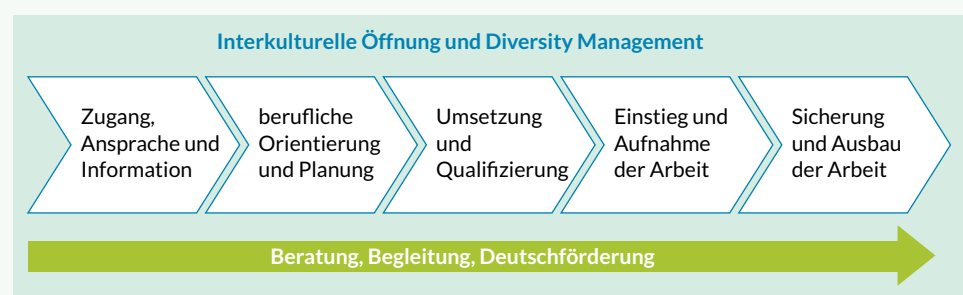 Interkulturelle Öffnung und Diversity Management
Zugang,
Ansprache und
Information
berufliche
Orientierung
und Planung
Umsetzung
und
Qualifizierung
Einstieg und
Aufnahme
der Arbeit
Sicherung
und Ausbau
der Arbeit
Beratung, Begleitung, Deutschförderung